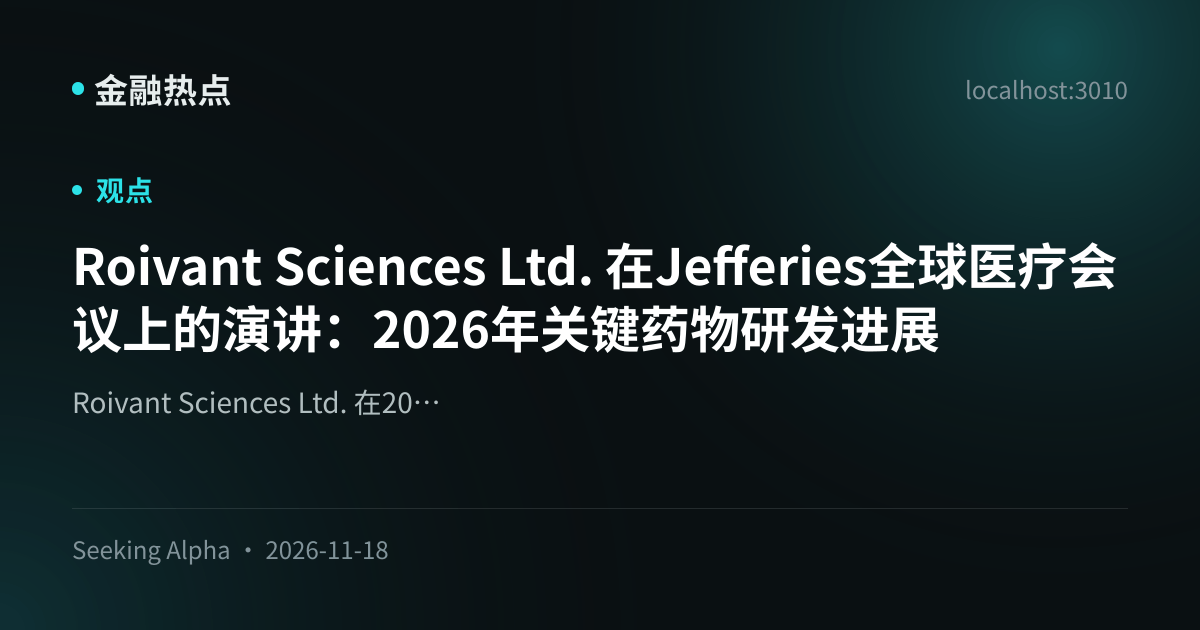 金融热点
localhost:3010
观点
Roivant Sciences Ltd. 在Jefferies全球医疗会
议上的演讲：2026年关键药物研发进展
Roivant Sciences Ltd. 在20…
Seeking Alpha · 2026-11-18